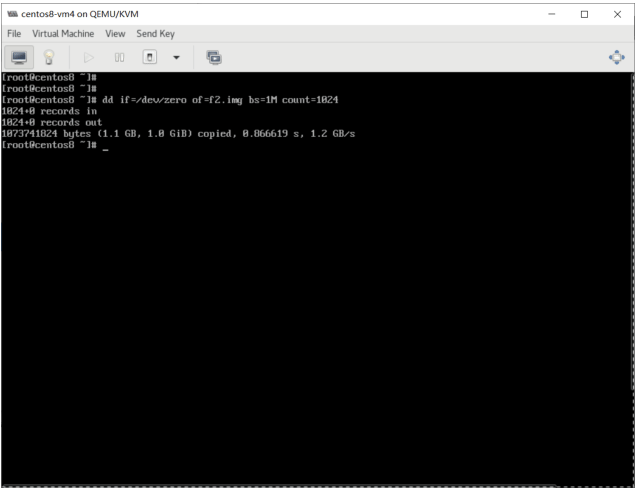 centos8-vm4 on QEMU/KVM
File Virtual Machine View Send Key
[root@centos8 ~]#
[root@centos8 ~]#
[root@centos8 ~]# dd if=/dev/zero of=f2.img bs=1M count=1024
1024+0 records in
1024+0 records out
1073741824 bytes (1.1 GB, 1.0 GiB) copied, 0.866619 s, 1.2 GB/s
[root@centos8 ~]# _